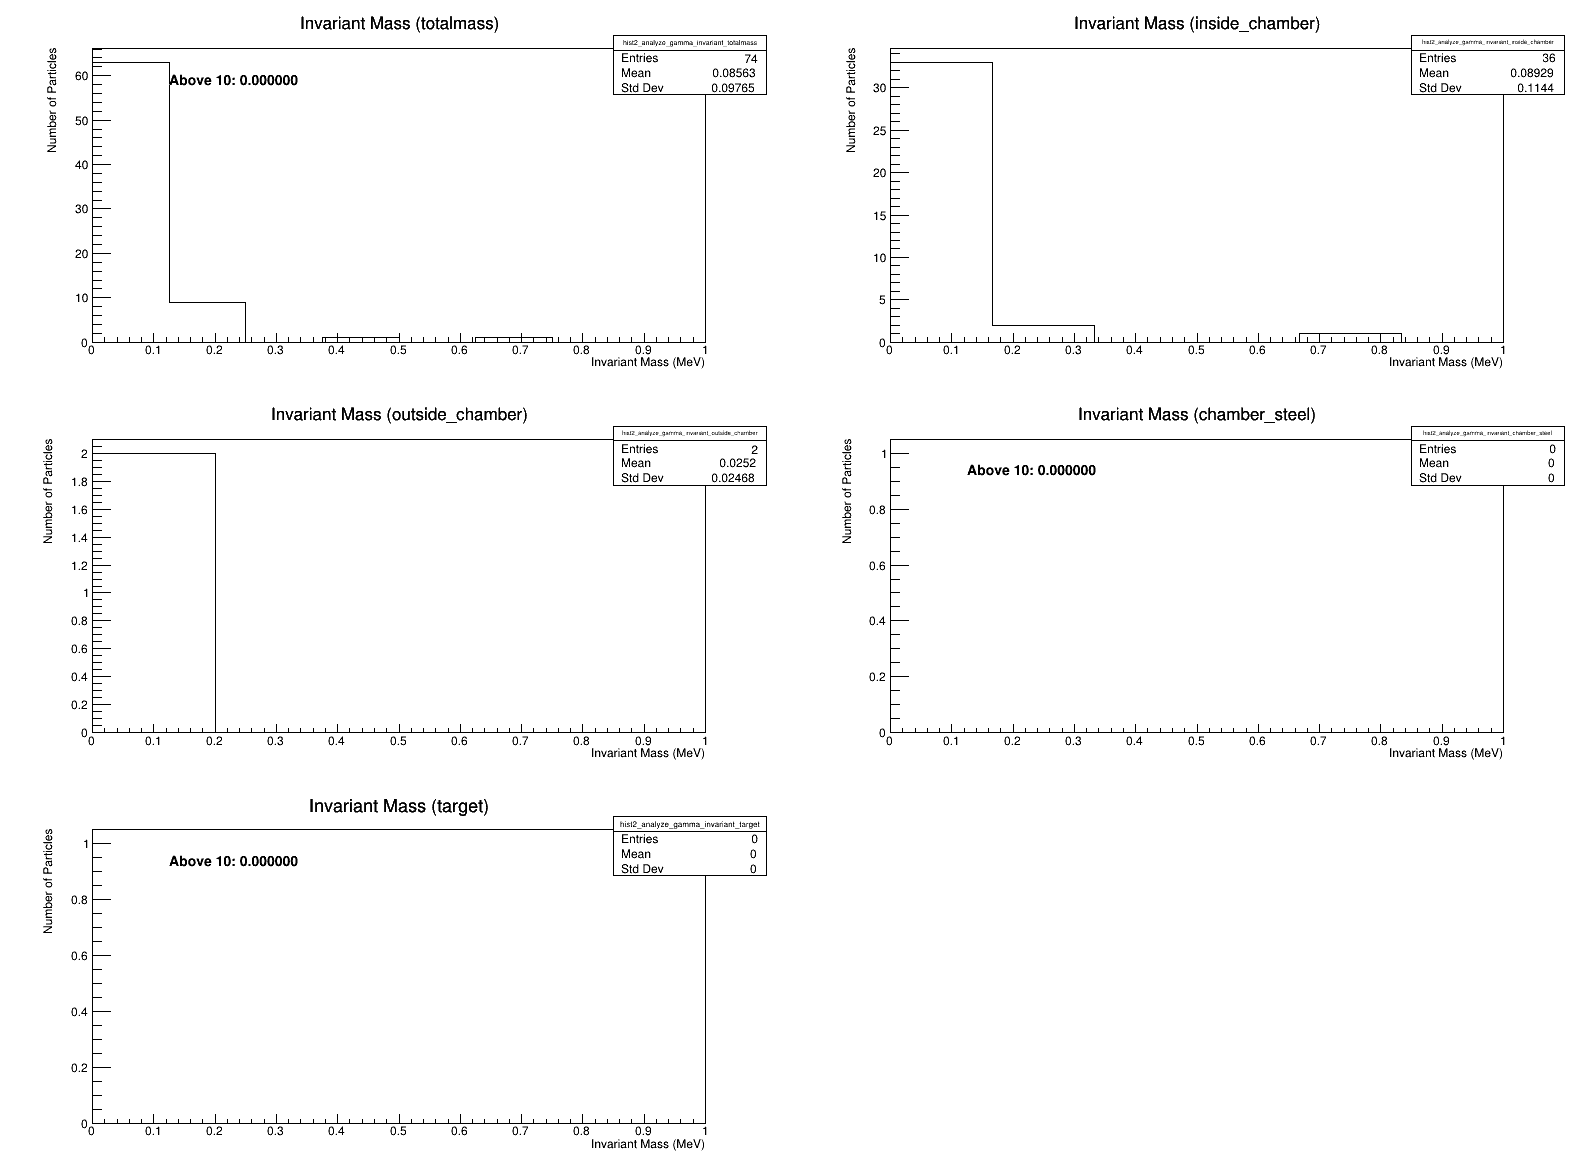 Invariant Mass (totalmass)
hist2_analyze_gamma_invariant_totalmass
Entries 74
Mean 0.08563
Std Dev 0.09765
Above 10: 0.000000
Number of Particles
60
50
40
30
20
10
0
0 0.1 0.2 0.3 0.4 0.5 0.6 0.7 0.8 0.9 1
Invariant Mass (MeV)
Invariant Mass (inside_chamber)
hist2_analyze_gamma_invariant_inside_chamber
Entries 36
Mean 0.08929
Std Dev 0.1144
Number of Particles
30
25
20
15
10
5
0
0 0.1 0.2 0.3 0.4 0.5 0.6 0.7 0.8 0.9 1
Invariant Mass (MeV)
Invariant Mass (outside_chamber)
hist2_analyze_gamma_invariant_outside_chamber
Entries 2
Mean 0.0252
Std Dev 0.02468
Number of Particles
2
1.8
1.6
1.4
1.2
1
0.8
0.6
0.4
0.2
0
0 0.1 0.2 0.3 0.4 0.5 0.6 0.7 0.8 0.9 1
Invariant Mass (MeV)
Invariant Mass (chamber_steel)
hist2_analyze_gamma_invariant_chamber_steel
Entries 0
Mean 0
Std Dev 0
Above 10: 0.000000
Number of Particles
1
0.8
0.6
0.4
0.2
0
0 0.1 0.2 0.3 0.4 0.5 0.6 0.7 0.8 0.9 1
Invariant Mass (MeV)
Invariant Mass (target)
hist2_analyze_gamma_invariant_target
Entries 0
Mean 0
Std Dev 0
Above 10: 0.000000
Number of Particles
1
0.8
0.6
0.4
0.2
0
0 0.1 0.2 0.3 0.4 0.5 0.6 0.7 0.8 0.9 1
Invariant Mass (MeV)